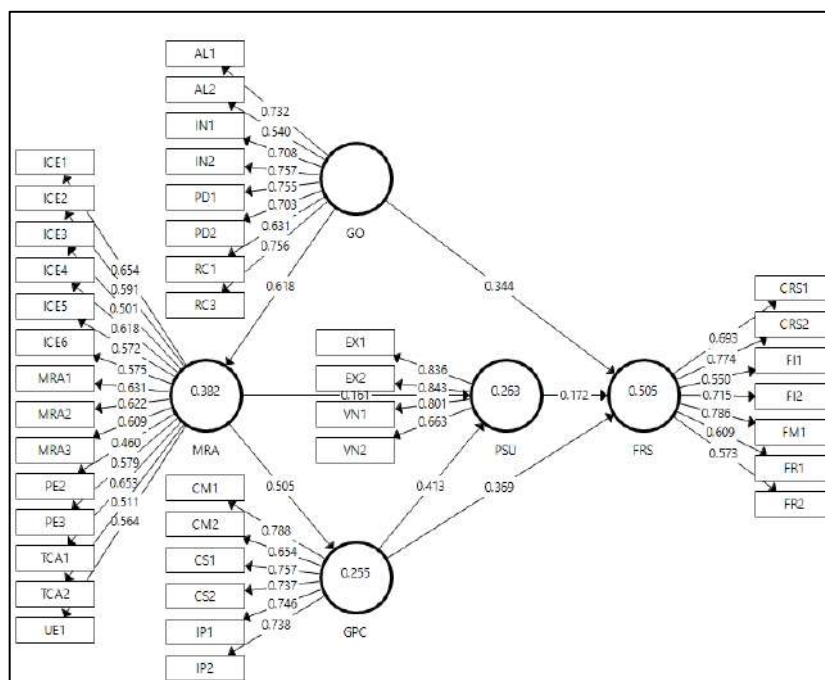 AL1
AL2
IN1
IN2
PD1
PD2
RC1
RC3
0.732
0.540
0.708
0.757
0.755
0.703
0.631
0.756
GO
ICE1
ICE2
ICE3
ICE4
ICE5
ICE6
MRA1
MRA2
MRA3
PE2
PE3
TCA1
TCA2
UE1
0.654
0.591
0.501
0.618
0.572
0.575
0.631
0.622
0.609
0.460
0.579
0.653
0.511
0.564
0.618
0.344
0.382
MRA
0.161
EX1
EX2
VN1
VN2
0.836
0.843
0.801
0.663
0.263
PSU
0.172
0.505
FRS
CRS1
CRS2
FI1
FI2
FM1
FR1
FR2
0.693
0.774
0.550
0.715
0.786
0.609
0.573
0.505
0.413
0.369
CM1
CM2
CS1
CS2
IP1
IP2
0.788
0.654
0.757
0.737
0.746
0.738
0.255
GPC